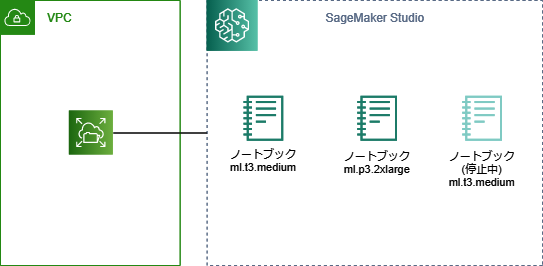 VPC
SageMaker Studio
ノートブック
ml.t3.medium
ノートブック
ml.p3.2xlarge
ノートブック
(停止中)
ml.t3.medium